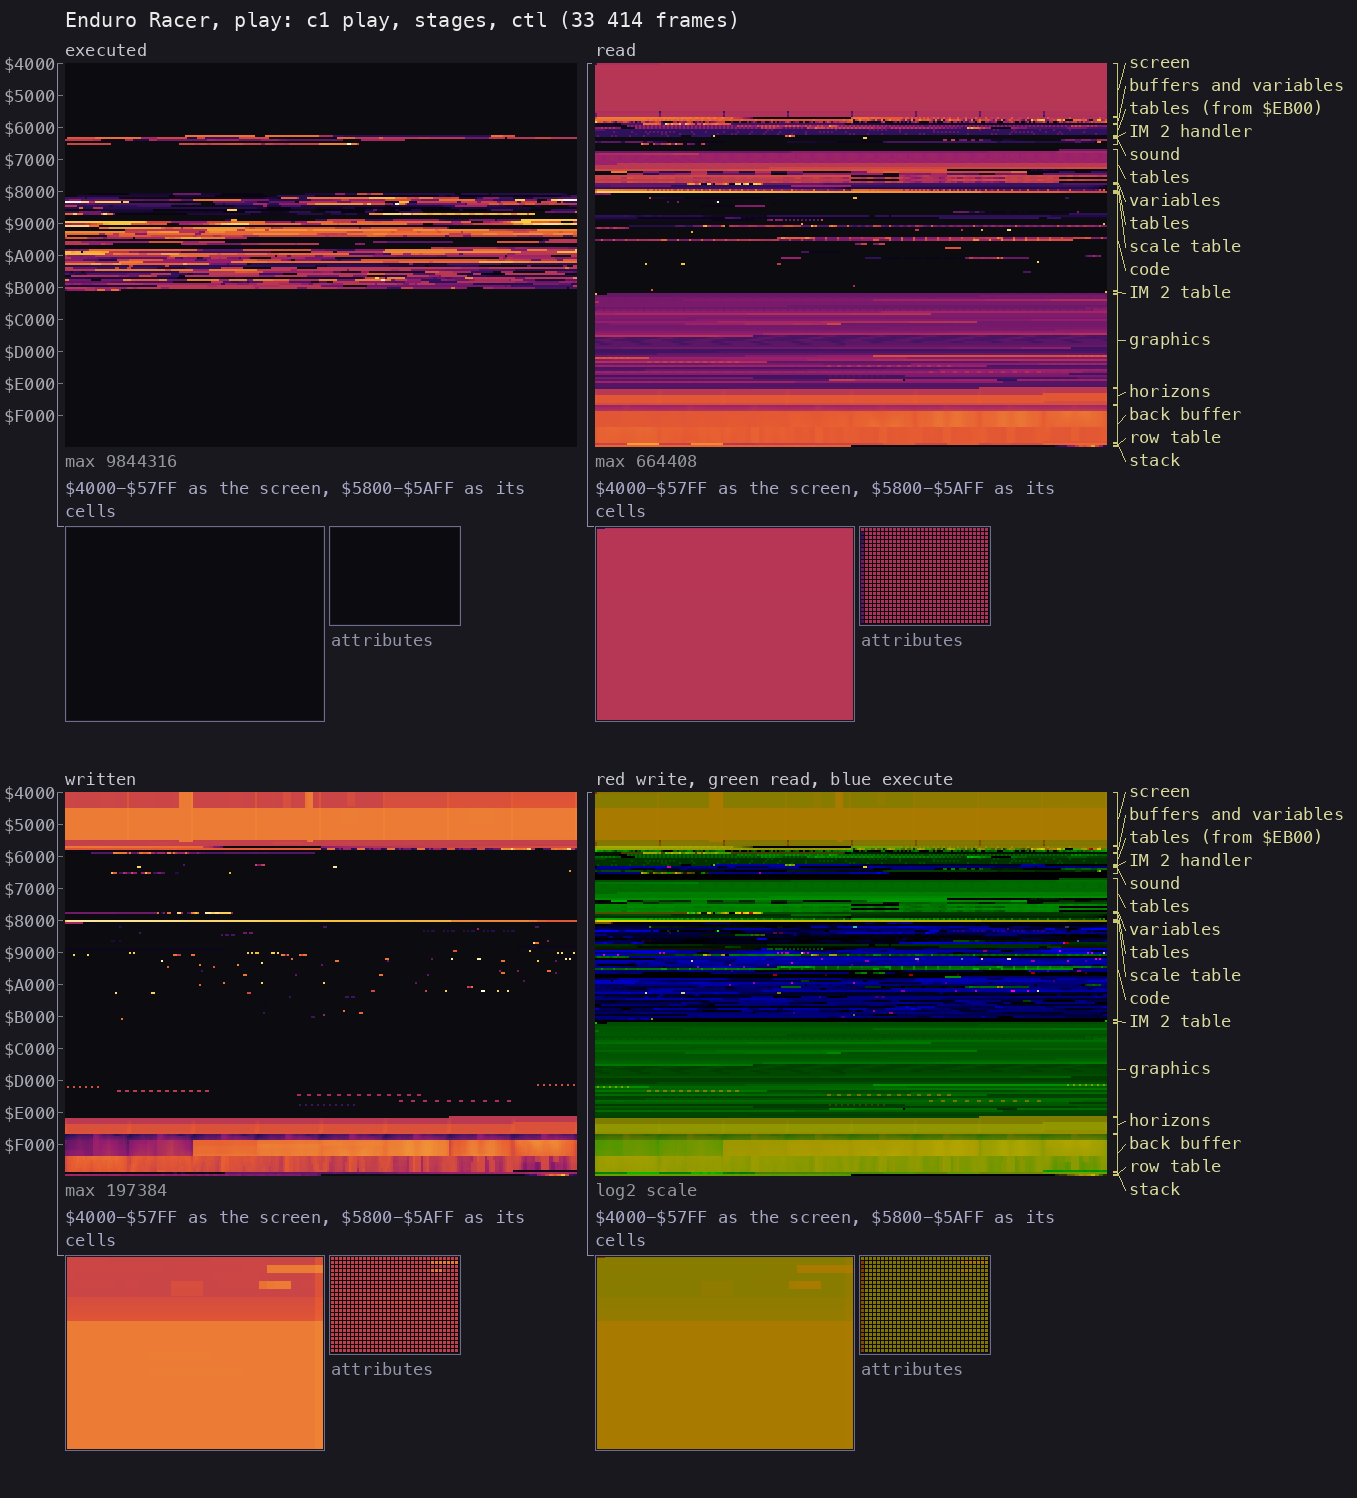 Enduro Racer, play: c1 play, stages, ctl (33 414 frames)
executed
read
$4000
$5000
$6000
$7000
$8000
$9000
$A000
$B000
$C000
$D000
$E000
$F000
screen
buffers and variables
tables (from $EB00)
IM 2 handler
sound
tables
variables
tables
scale table
code
IM 2 table
graphics
horizons
back buffer
row table
stack
max 9844316
max 664408
$4000—$57FF as the screen, $5800—$5AFF as its
cells
$4000—$57FF as the screen, $5800—$5AFF as its
cells
attributes
attributes
written
red write, green read, blue execute
$4000
$5000
$6000
$7000
$8000
$9000
$A000
$B000
$C000
$D000
$E000
$F000
screen
buffers and variables
tables (from $EB00)
IM 2 handler
sound
tables
variables
tables
scale table
code
IM 2 table
graphics
horizons
back buffer
row table
stack
max 197384
log2 scale
$4000—$57FF as the screen, $5800—$5AFF as its
cells
$4000—$57FF as the screen, $5800—$5AFF as its
cells
attributes
attributes